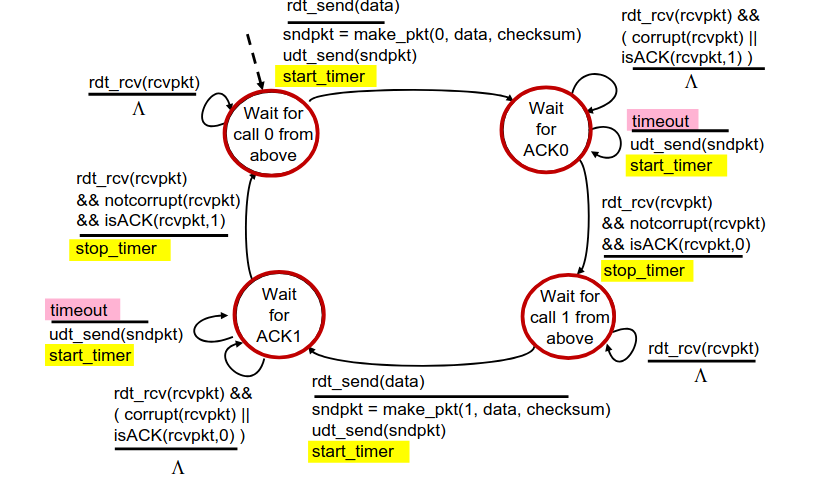 rdt_send(data)
sndpkt = make_pkt(0, data, checksum)
udt_send(sndpkt)
start_timer
rdt_rcv(rcvpkt) &&
( corrupt(rcvpkt) ||
isACK(rcvpkt,1) )
Λ
rdt_rcv(rcvpkt)
Λ
Wait for
call 0 from
above
Wait
for
ACK0
timeout
udt_send(sndpkt)
start_timer
rdt_rcv(rcvpkt)
&& notcorrupt(rcvpkt)
&& isACK(rcvpkt,1)
stop_timer
rdt_rcv(rcvpkt)
&& notcorrupt(rcvpkt)
&& isACK(rcvpkt,0)
stop_timer
Wait
for
ACK1
Wait for
call 1 from
above
timeout
udt_send(sndpkt)
start_timer
rdt_rcv(rcvpkt)
Λ
rdt_rcv(rcvpkt) &&
( corrupt(rcvpkt) ||
isACK(rcvpkt,0) )
Λ
rdt_send(data)
sndpkt = make_pkt(1, data, checksum)
udt_send(sndpkt)
start_timer